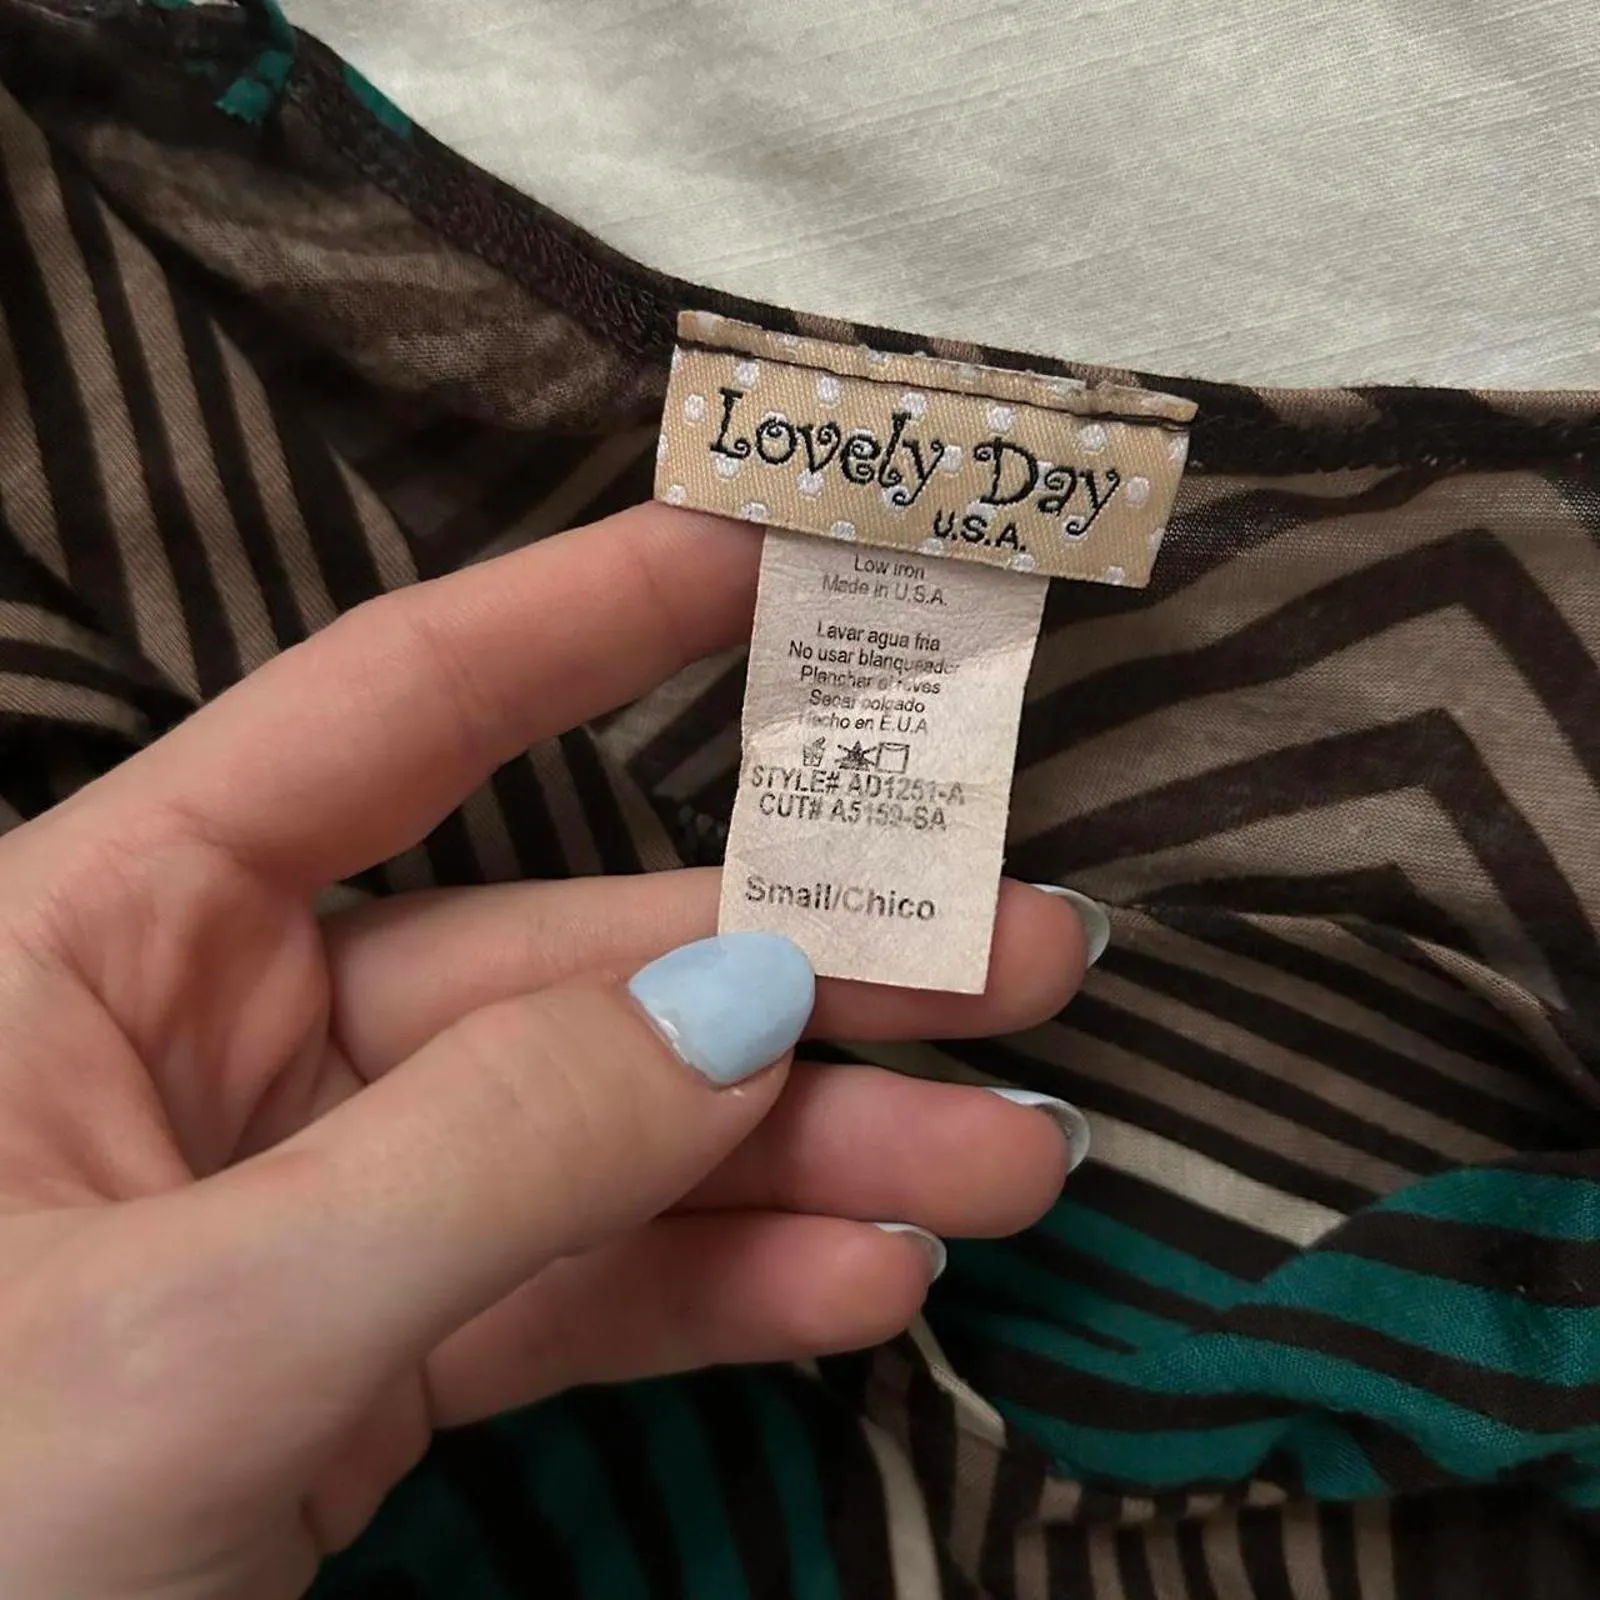 Lovely Day
U.S.A.
Low iron
Made in U.S.A.
Lavar agua fria
No usar blanqueador
Planchar al reves
Secar colgado
Hecho en E.U.A
STYLE# AD1251-A
CUT# A5159-SA
Small/Chico